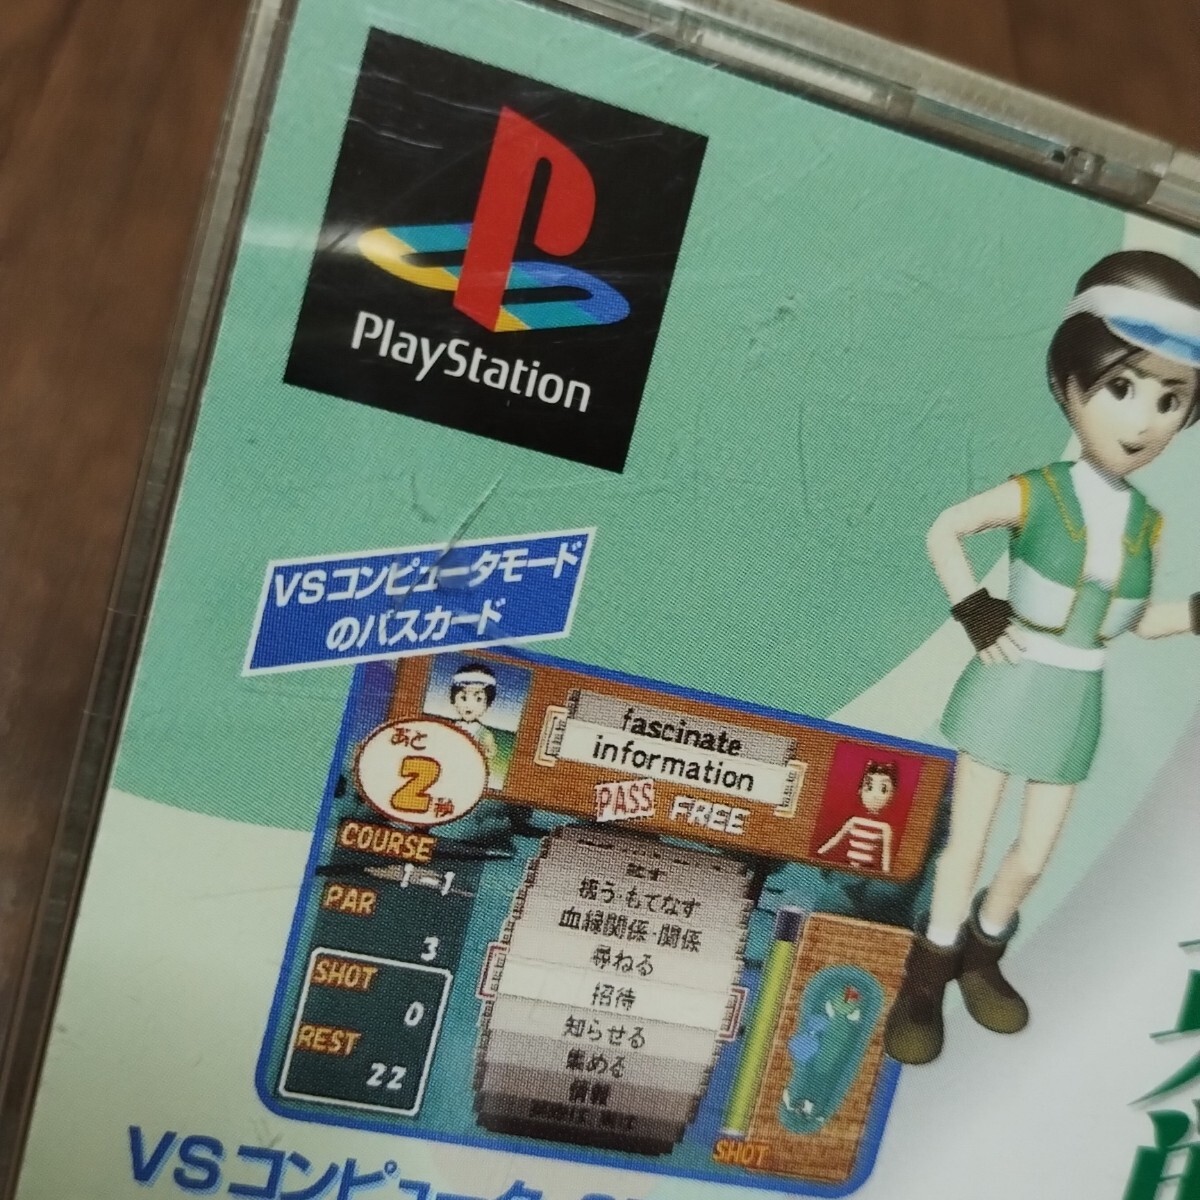 PlayStation
VSコンピュータモード
のパスカード
あと
2秒
fascinate
information
PASS FREE
COURSE
1-1
PAR
3
SHOT
0
REST
22
扱う・もてなす
血縁関係・関係
尋ねる
招待
知らせる
集める
情報
SHOT
VSコンピュータ